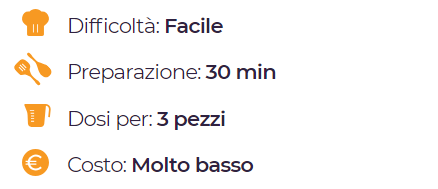 Difficoltà: Facile
Preparazione: 30 min
Dosi per: 3 pezzi
Costo: Molto basso